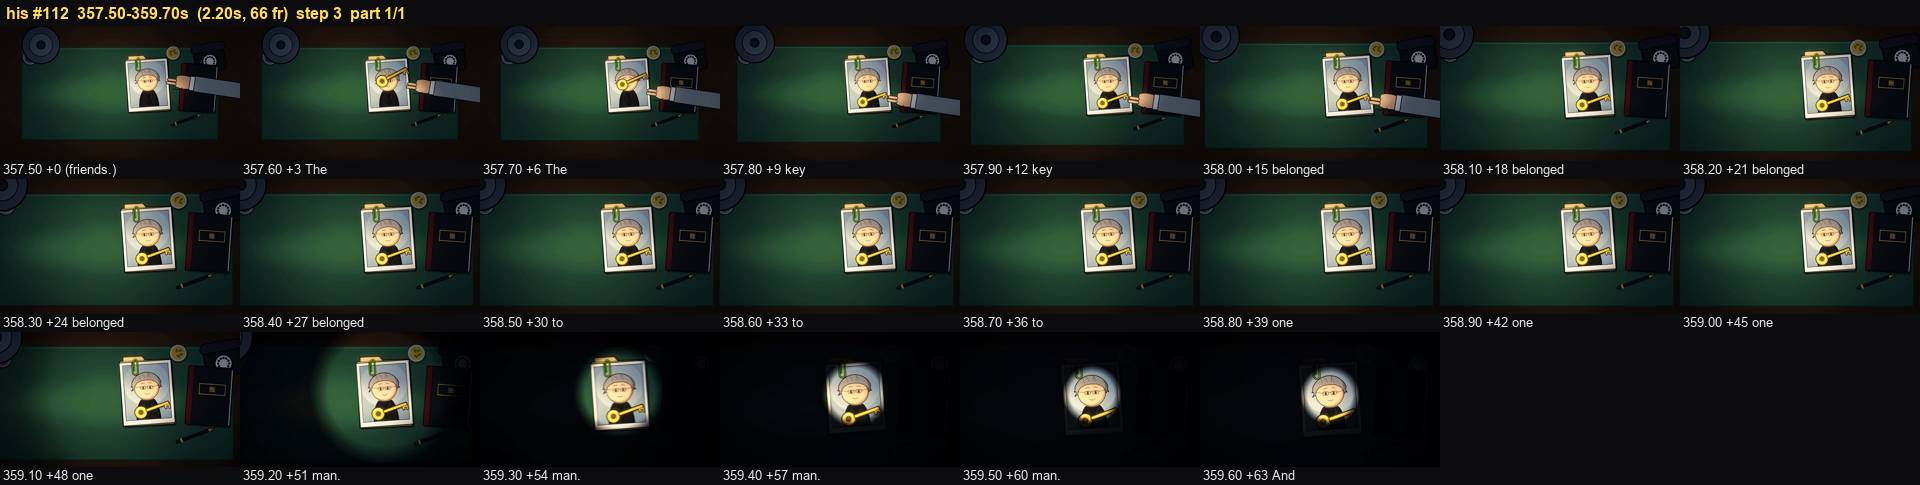 his #112  357.50-359.70s  (2.20s, 66 fr)  step 3  part 1/1
357.50 +0 (friends.)
357.60 +3 The
357.70 +6 The
357.80 +9 key
357.90 +12 key
358.00 +15 belonged
358.10 +18 belonged
358.20 +21 belonged
358.30 +24 belonged
358.40 +27 belonged
358.50 +30 to
358.60 +33 to
358.70 +36 to
358.80 +39 one
358.90 +42 one
359.00 +45 one
359.10 +48 one
359.20 +51 man.
359.30 +54 man.
359.40 +57 man.
359.50 +60 man.
359.60 +63 And